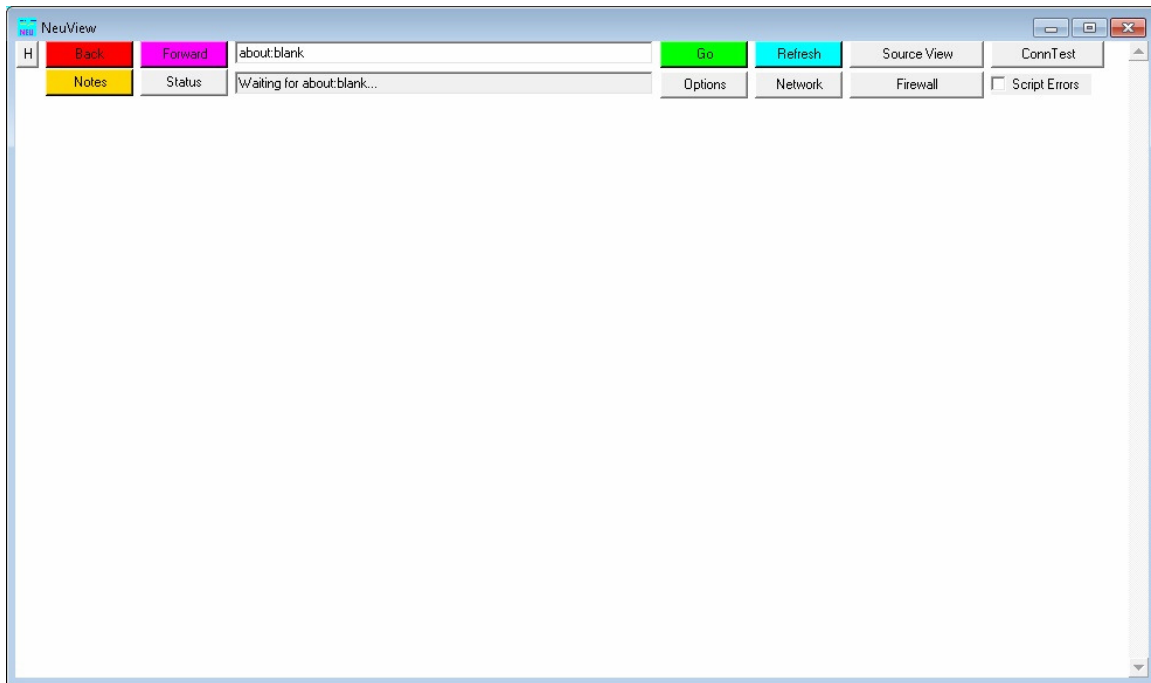 NEU NeuView
H Back Forward about:blank Go Refresh Source View ConnTest
Notes Status Waiting for about:blank... Options Network Firewall Script Errors